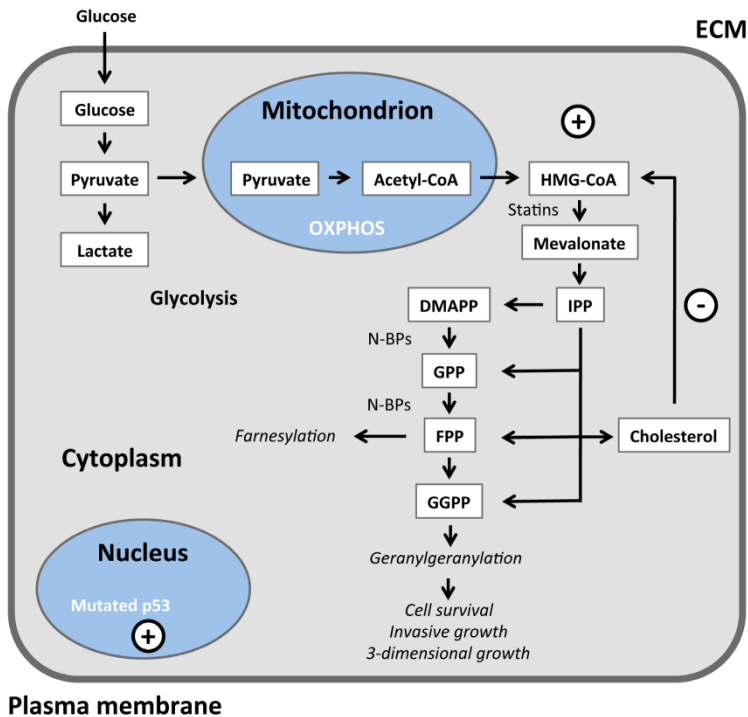 Glucose
ECM
Glucose
Mitochondrion
+
Pyruvate
Pyruvate
Acetyl-CoA
HMG-CoA
OXPHOS
Statins
Lactate
Mevalonate
Glycolysis
DMAPP
IPP
-
N-BPs
GPP
N-BPs
Farnesylation
FPP
Cholesterol
Cytoplasm
GGPP
Nucleus
Geranylgeranylation
Mutated p53
+
Cell survival
Invasive growth
3-dimensional growth
Plasma membrane